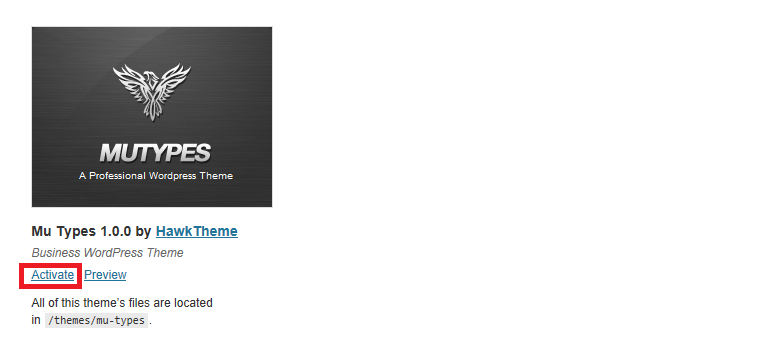 MUTYPES
A Professional Wordpress Theme
Mu Types 1.0.0 by HawkTheme
Business WordPress Theme
Activate Preview
All of this theme's files are located
in /themes/mu-types .